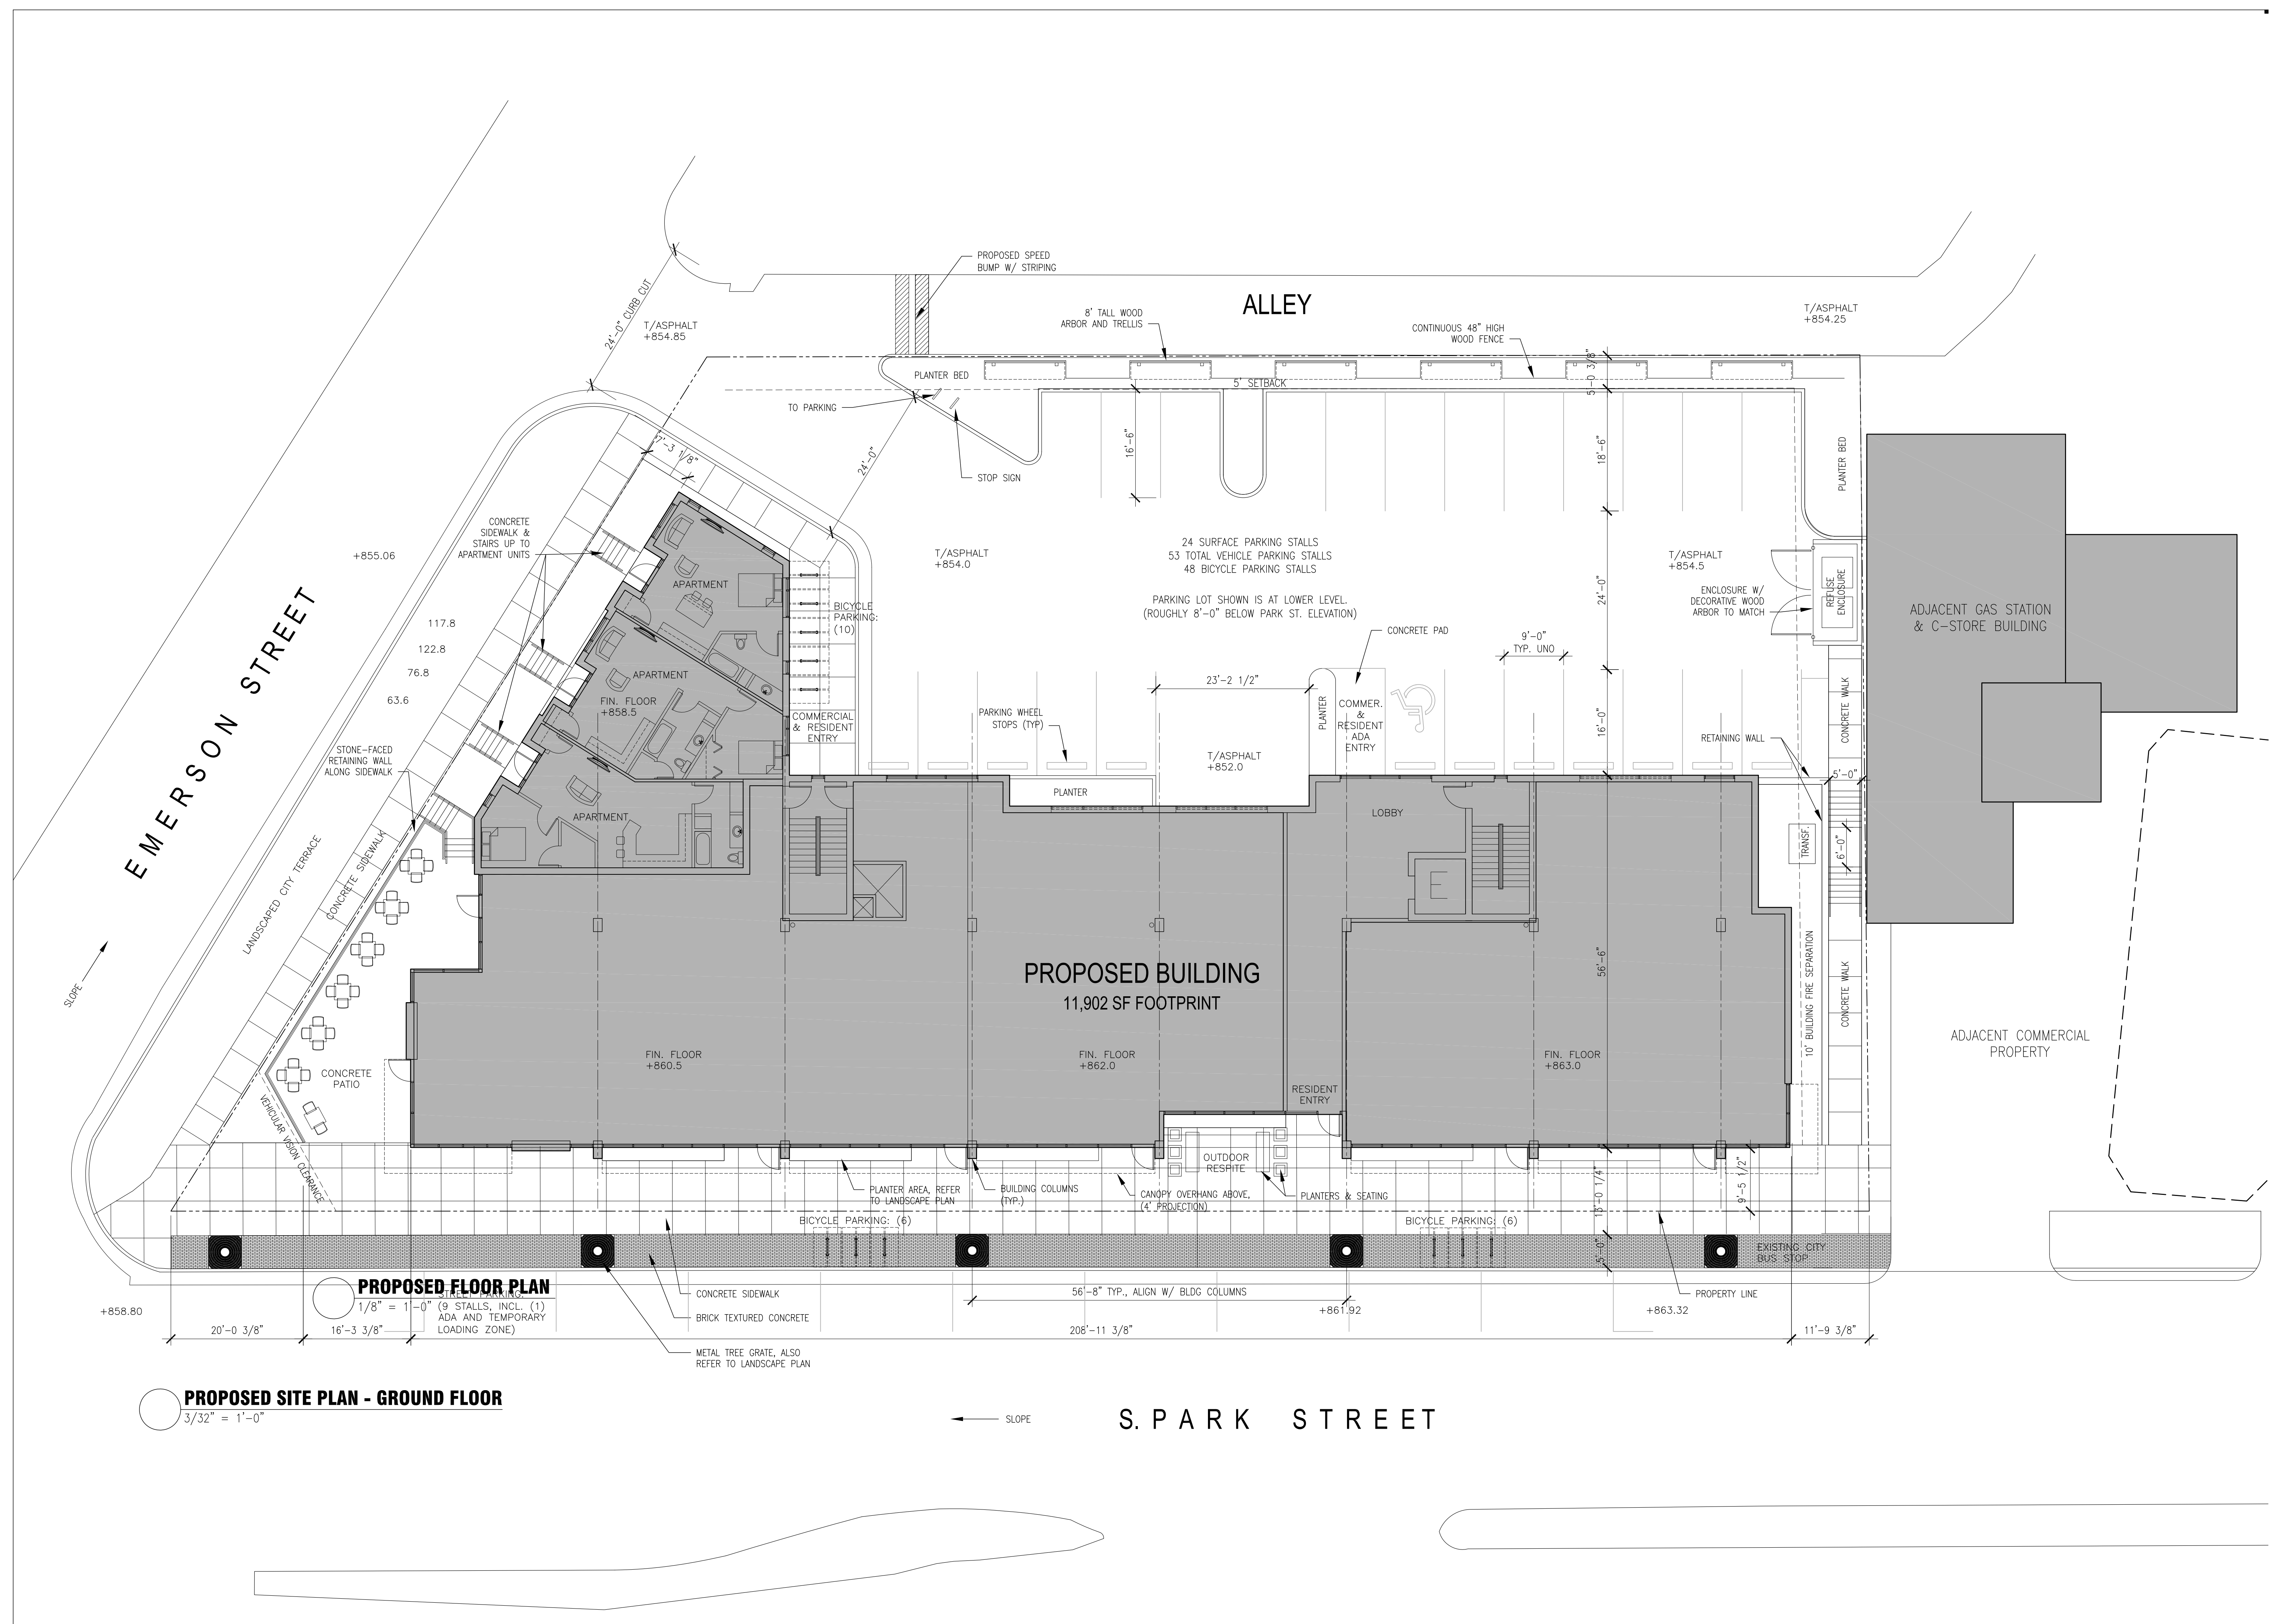 PROPOSED SPEED
BUMP W/ STRIPING
ALLEY
8' TALL WOOD
ARBOR AND TRELLIS
CONTINUOUS 48" HIGH
WOOD FENCE
T/ASPHALT
+854.25
24'-0" CURB CUT
T/ASPHALT
+854.85
5'-0 3/8"
PLANTER BED
5' SETBACK
TO PARKING
STOP SIGN
24'-0"
7'-3 1/8"
16'-6"
18'-6"
PLANTER BED
CONCRETE
SIDEWALK &
STAIRS UP TO
APARTMENT UNITS
+855.06
T/ASPHALT
+854.0
24 SURFACE PARKING STALLS
53 TOTAL VEHICLE PARKING STALLS
48 BICYCLE PARKING STALLS
PARKING LOT SHOWN IS AT LOWER LEVEL.
(ROUGHLY 8'-0" BELOW PARK ST. ELEVATION)
T/ASPHALT
+854.5
24'-0"
ENCLOSURE W/
DECORATIVE WOOD
ARBOR TO MATCH
REFUSE
ENCLOSURE
ADJACENT GAS STATION
& C-STORE BUILDING
EMERSON STREET
117.8
122.8
76.8
63.6
APARTMENT
BICYCLE
PARKING:
(10)
CONCRETE PAD
9'-0"
TYP. UNO
APARTMENT
FIN. FLOOR
+858.5
23'-2 1/2"
COMMERCIAL
& RESIDENT
ENTRY
PARKING WHEEL
STOPS (TYP)
PLANTER
COMMER.
&
RESIDENT
ADA
ENTRY
16'-0"
RETAINING WALL
CONCRETE WALK
STONE-FACED
RETAINING WALL
ALONG SIDEWALK
T/ASPHALT
+852.0
5'-0"
PLANTER
APARTMENT
LOBBY
TRANSF.
6'-0"
LANDSCAPED CITY TERRACE
CONCRETE SIDEWALK
E
SLOPE
PROPOSED BUILDING
11,902 SF FOOTPRINT
56'-6"
10' BUILDING FIRE SEPARATION
CONCRETE WALK
ADJACENT COMMERCIAL
PROPERTY
FIN. FLOOR
+860.5
FIN. FLOOR
+862.0
FIN. FLOOR
+863.0
CONCRETE
PATIO
VEHICULAR VISION CLEARANCE
RESIDENT
ENTRY
OUTDOOR
RESPITE
PLANTER AREA, REFER
TO LANDSCAPE PLAN
BUILDING COLUMNS
(TYP.)
CANOPY OVERHANG ABOVE,
(4' PROJECTION)
PLANTERS & SEATING
13'-0 1/4"
9'-5 1/2"
BICYCLE PARKING: (6)
BICYCLE PARKING: (6)
5'-0"
EXISTING CITY
BUS STOP
PROPOSED FLOOR PLAN
1/8" = 1'-0"
STREET PARKING:
(9 STALLS, INCL. (1)
ADA AND TEMPORARY
LOADING ZONE)
CONCRETE SIDEWALK
56'-8" TYP., ALIGN W/ BLDG COLUMNS
PROPERTY LINE
+858.80
+861.92
+863.32
BRICK TEXTURED CONCRETE
20'-0 3/8"
16'-3 3/8"
208'-11 3/8"
11'-9 3/8"
METAL TREE GRATE, ALSO
REFER TO LANDSCAPE PLAN
PROPOSED SITE PLAN - GROUND FLOOR
3/32" = 1'-0"
SLOPE
S. PARK STREET